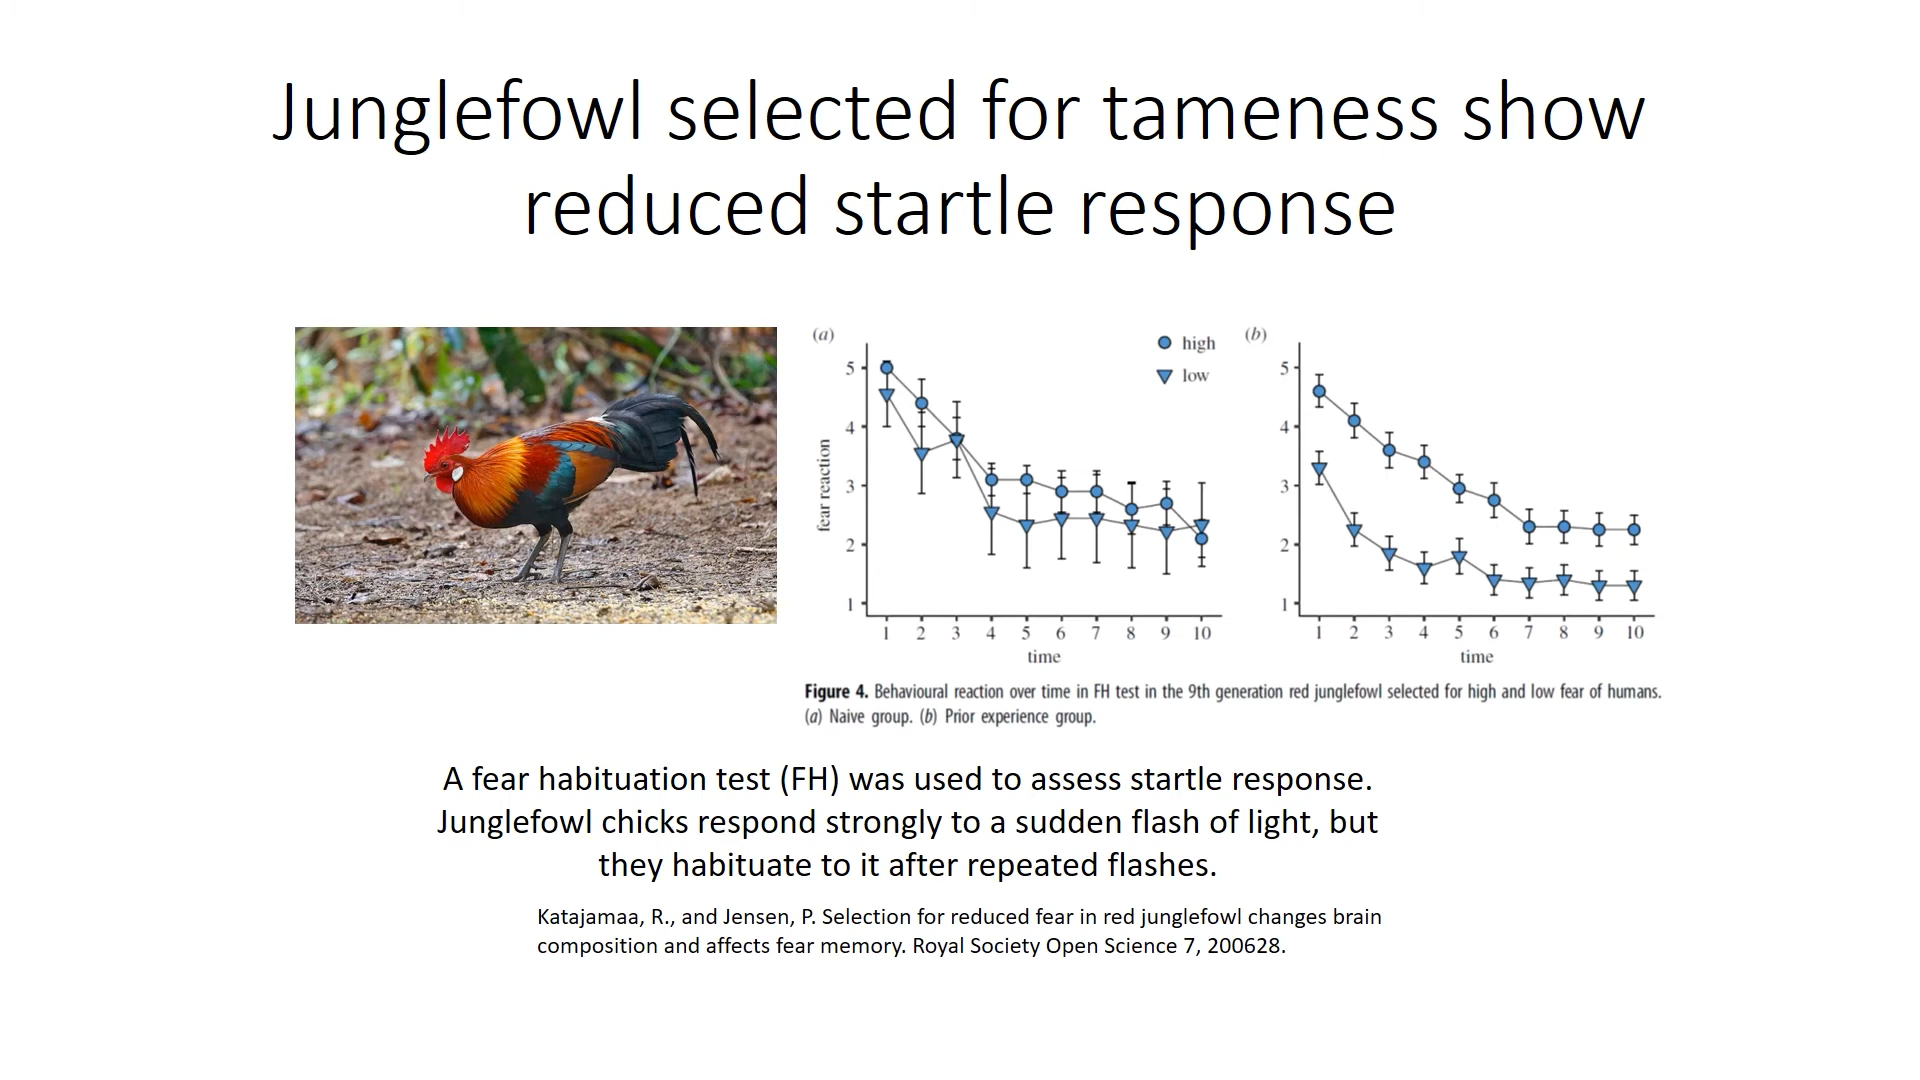 Junglefowl selected for tameness show
reduced startle response
(a)
high
low
5
4
3
2
1
fear reaction
1 2 3 4 5 6 7 8 9 10
time
(b)
5
4
3
2
1
1 2 3 4 5 6 7 8 9 10
time
Figure 4. Behavioural reaction over time in FH test in the 9th generation red junglefowl selected for high and low fear of humans.
(a) Naive group. (b) Prior experience group.
A fear habituation test (FH) was used to assess startle response.
Junglefowl chicks respond strongly to a sudden flash of light, but
they habituate to it after repeated flashes.
Katajamaa, R., and Jensen, P. Selection for reduced fear in red junglefowl changes brain
composition and affects fear memory. Royal Society Open Science 7, 200628.